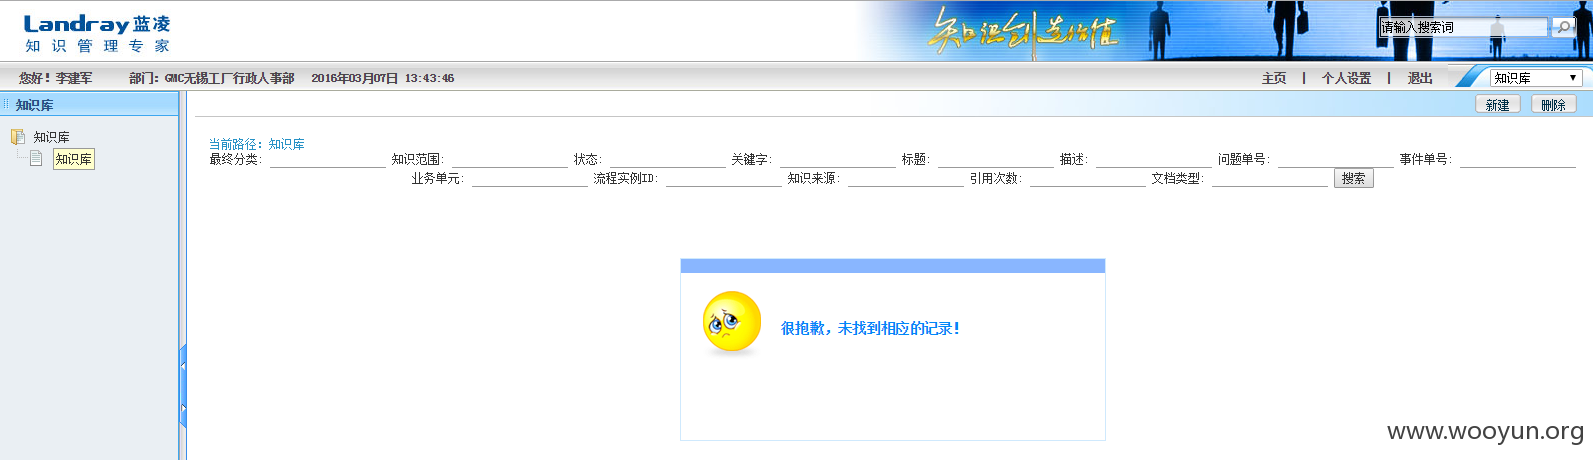 Landray 蓝凌
知识管理专家
知识创造价值
请输入搜索词
您好！李建军 部门：GMC无锡工厂行政人事部 2016年03月07日 13:43:46
主页 | 个人设置 | 退出 知识库
知识库
新建 删除
知识库
知识库
当前路径：知识库
最终分类： 知识范围： 状态： 关键字： 标题： 描述： 问题单号： 事件单号：
业务单元： 流程实例ID： 知识来源： 引用次数： 文档类型： 搜索
很抱歉，未找到相应的记录！
www.wooyun.org